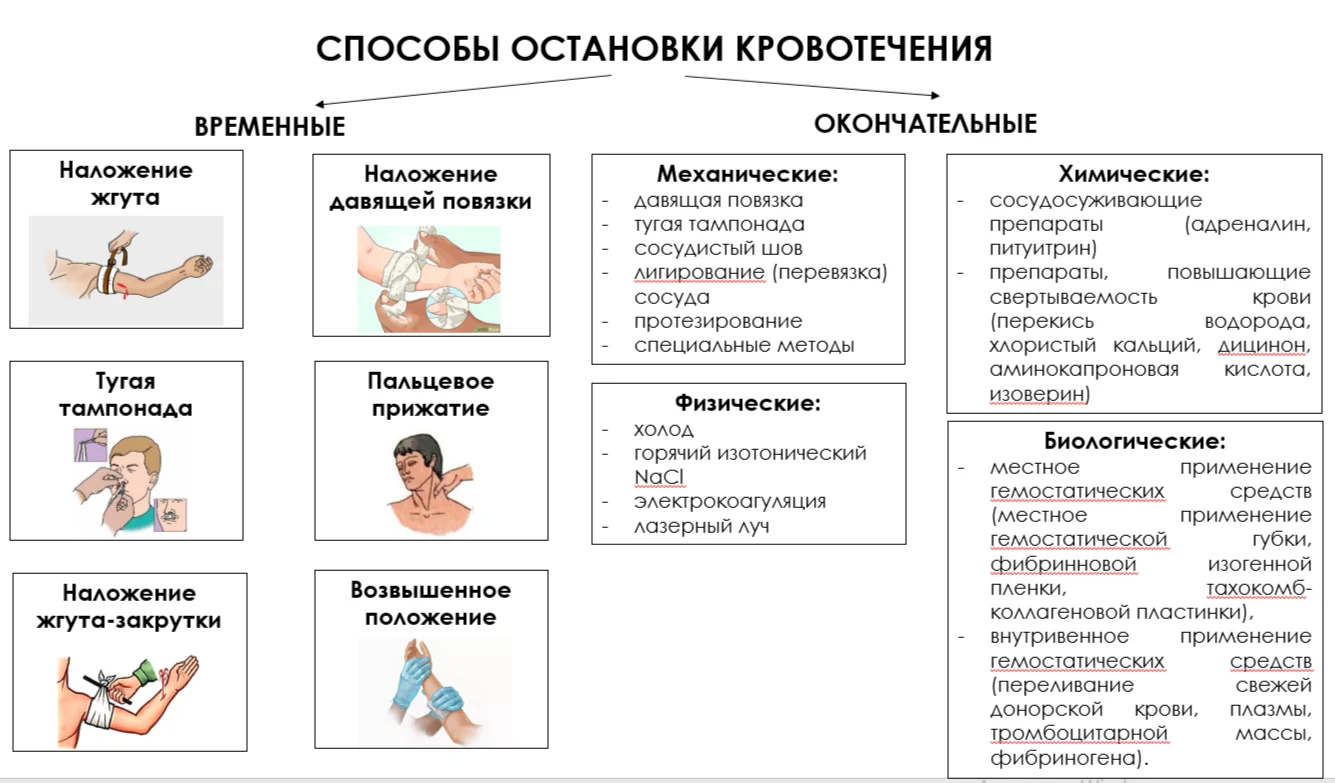 СПОСОБЫ ОСТАНОВКИ КРОВОТЕЧЕНИЯ
ВРЕМЕННЫЕ
Наложение
жгута
Наложение
давящей повязки
Тугая
тампонада
Пальцевое
прижатие
Наложение
жгута-закрутки
Возвышенное
положение
ОКОНЧАТЕЛЬНЫЕ
Механические:
- давящая повязка
- тугая тампонада
- сосудистый шов
- лигирование (перевязка)
сосуда
- протезирование
- специальные методы
Физические:
- холод
- горячий изотонический
NaCl
- электрокоагуляция
- лазерный луч
Химические:
- сосудосуживающие
препараты (адреналин,
питуитрин)
- препараты, повышающие
свертываемость крови
(перекись водорода,
хлористый кальций, дицинон,
аминокапроновая кислота,
изоверин)
Биологические:
- местное применение
гемостатических средств
(местное применение
гемостатической губки,
фибринновой изогенной
пленки, тахокомб-
коллагеновой пластинки),
- внутривенное применение
гемостатических средств
(переливание свежей
донорской крови, плазмы,
тромбоцитарной массы,
фибриногена).